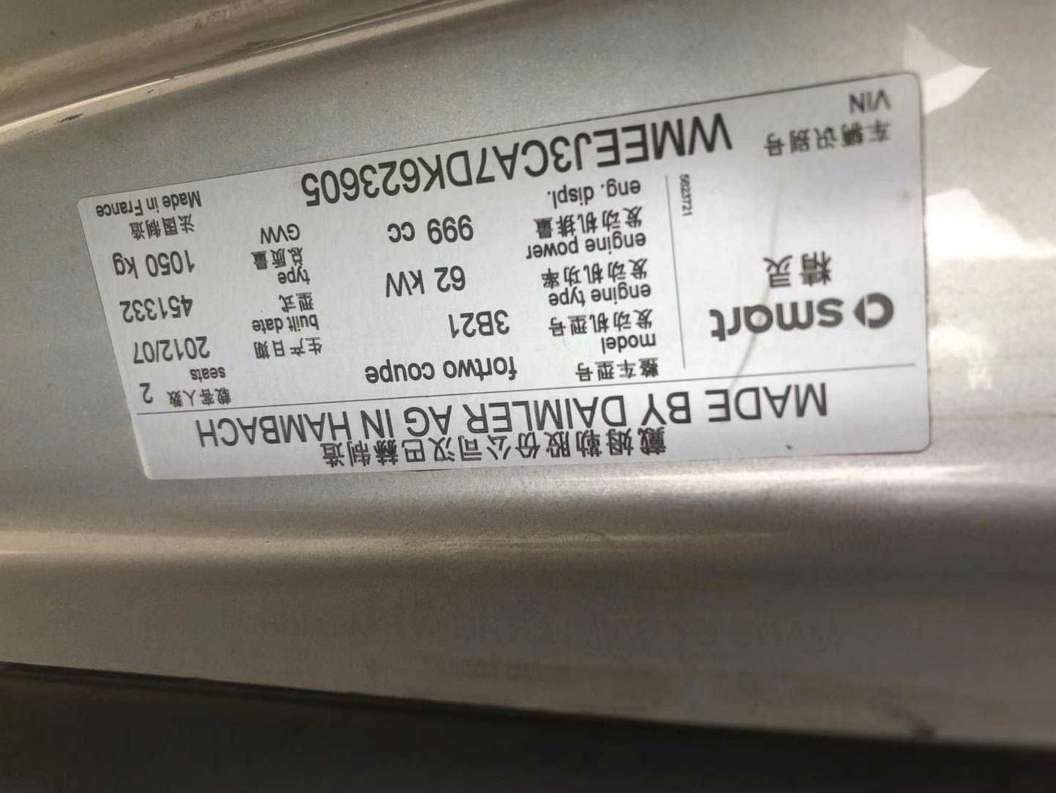 戴姆勒股份公司汉巴赫制造
MADE BY DAIMLER AG IN HAMBACH
smart
精灵
整车型号
model
fortwo coupe
载客人数
seats
2
发动机型号
engine type
3B21
生产日期
built date
2012/07
发动机功率
engine power
62 kW
型式
type
451332
发动机排量
eng. displ.
999 cc
总质量
GVW
1050 kg
法国制造
Made in France
车辆识别号
VIN
WMEEJ3CA7DK623605